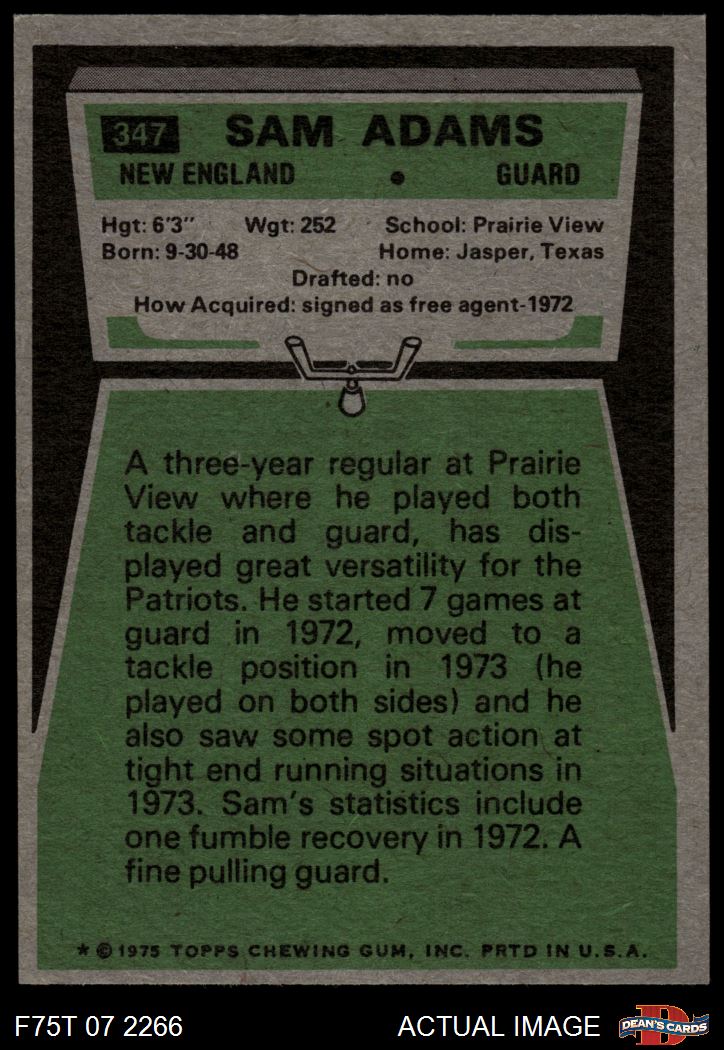 347 SAM ADAMS
NEW ENGLAND • GUARD
Hgt: 6'3" Wgt: 252 School: Prairie View
Born: 9-30-48 Home: Jasper, Texas
Drafted: no
How Acquired: signed as free agent-1972
A three-year regular at Prairie
View where he played both
tackle and guard, has dis-
played great versatility for the
Patriots. He started 7 games at
guard in 1972, moved to a
tackle position in 1973 (he
played on both sides) and he
also saw some spot action at
tight end running situations in
1973. Sam's statistics include
one fumble recovery in 1972. A
fine pulling guard.
* © 1975 TOPPS CHEWING GUM, INC. PRTD IN U.S.A.
F75T 07 2266 ACTUAL IMAGE D DEAN'S CARDS